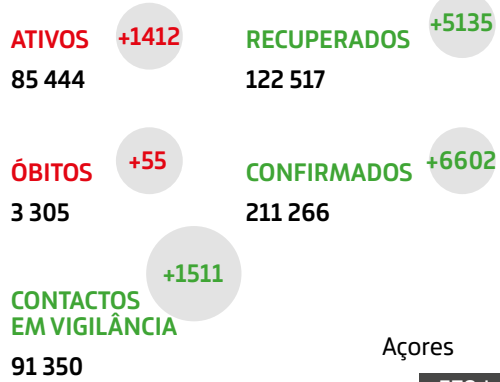 ATIVOS +1412
85 444
RECUPERADOS +5135
122 517
ÓBITOS +55
3 305
CONFIRMADOS +6602
211 266
+1511
CONTACTOS
EM VIGILÂNCIA
91 350
Açores